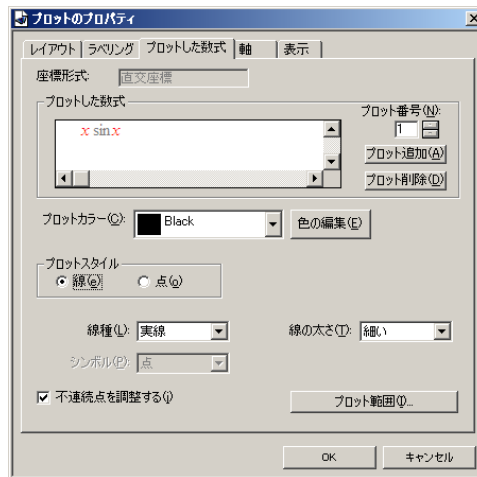 プロットのプロパティ
レイアウト ラベリング プロットした数式 軸 表示
座標形式: 直交座標
プロットした数式
x sin x
プロット番号(N):
1
プロット追加(A)
プロット削除(D)
プロットカラー(C): Black 色の編集(E)
プロットスタイル
線(e) 点(o)
線種(L): 実線 線の太さ(T): 細い
シンボル(P): 点
不連続点を調整する(j)
プロット範囲(I)...
OK キャンセル